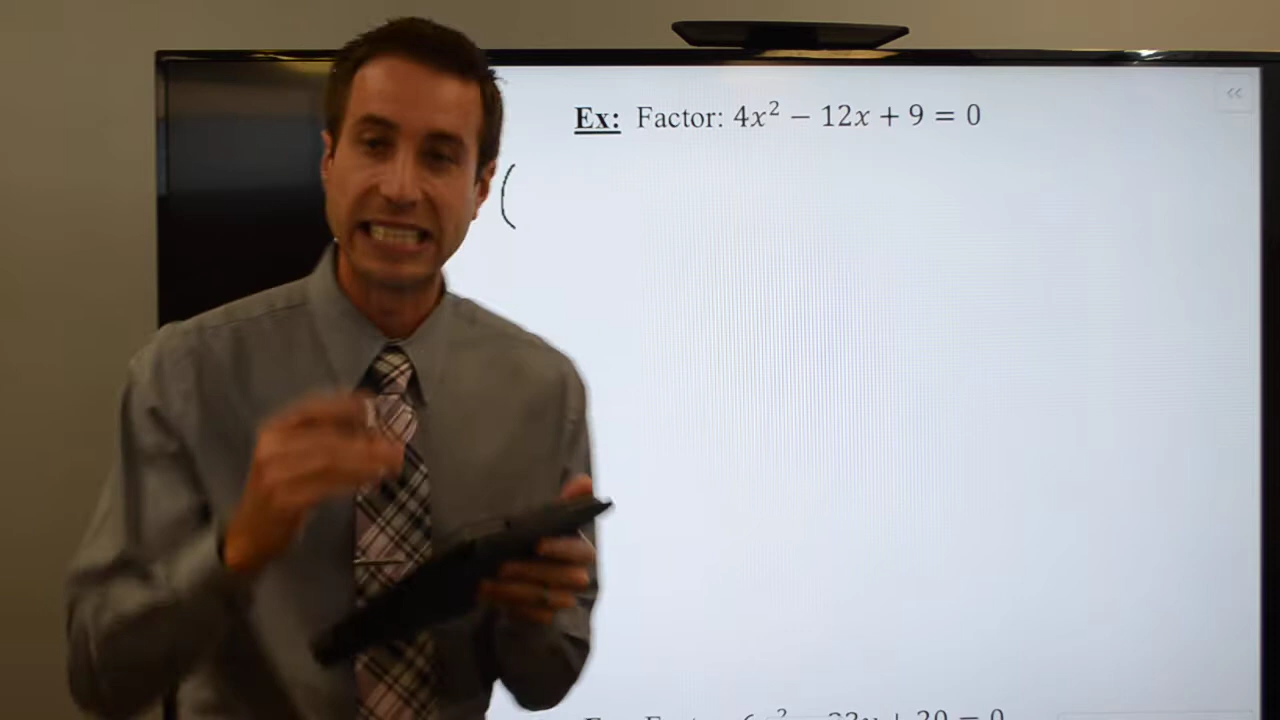 Ex: Factor: 4x² − 12x + 9 = 0
(